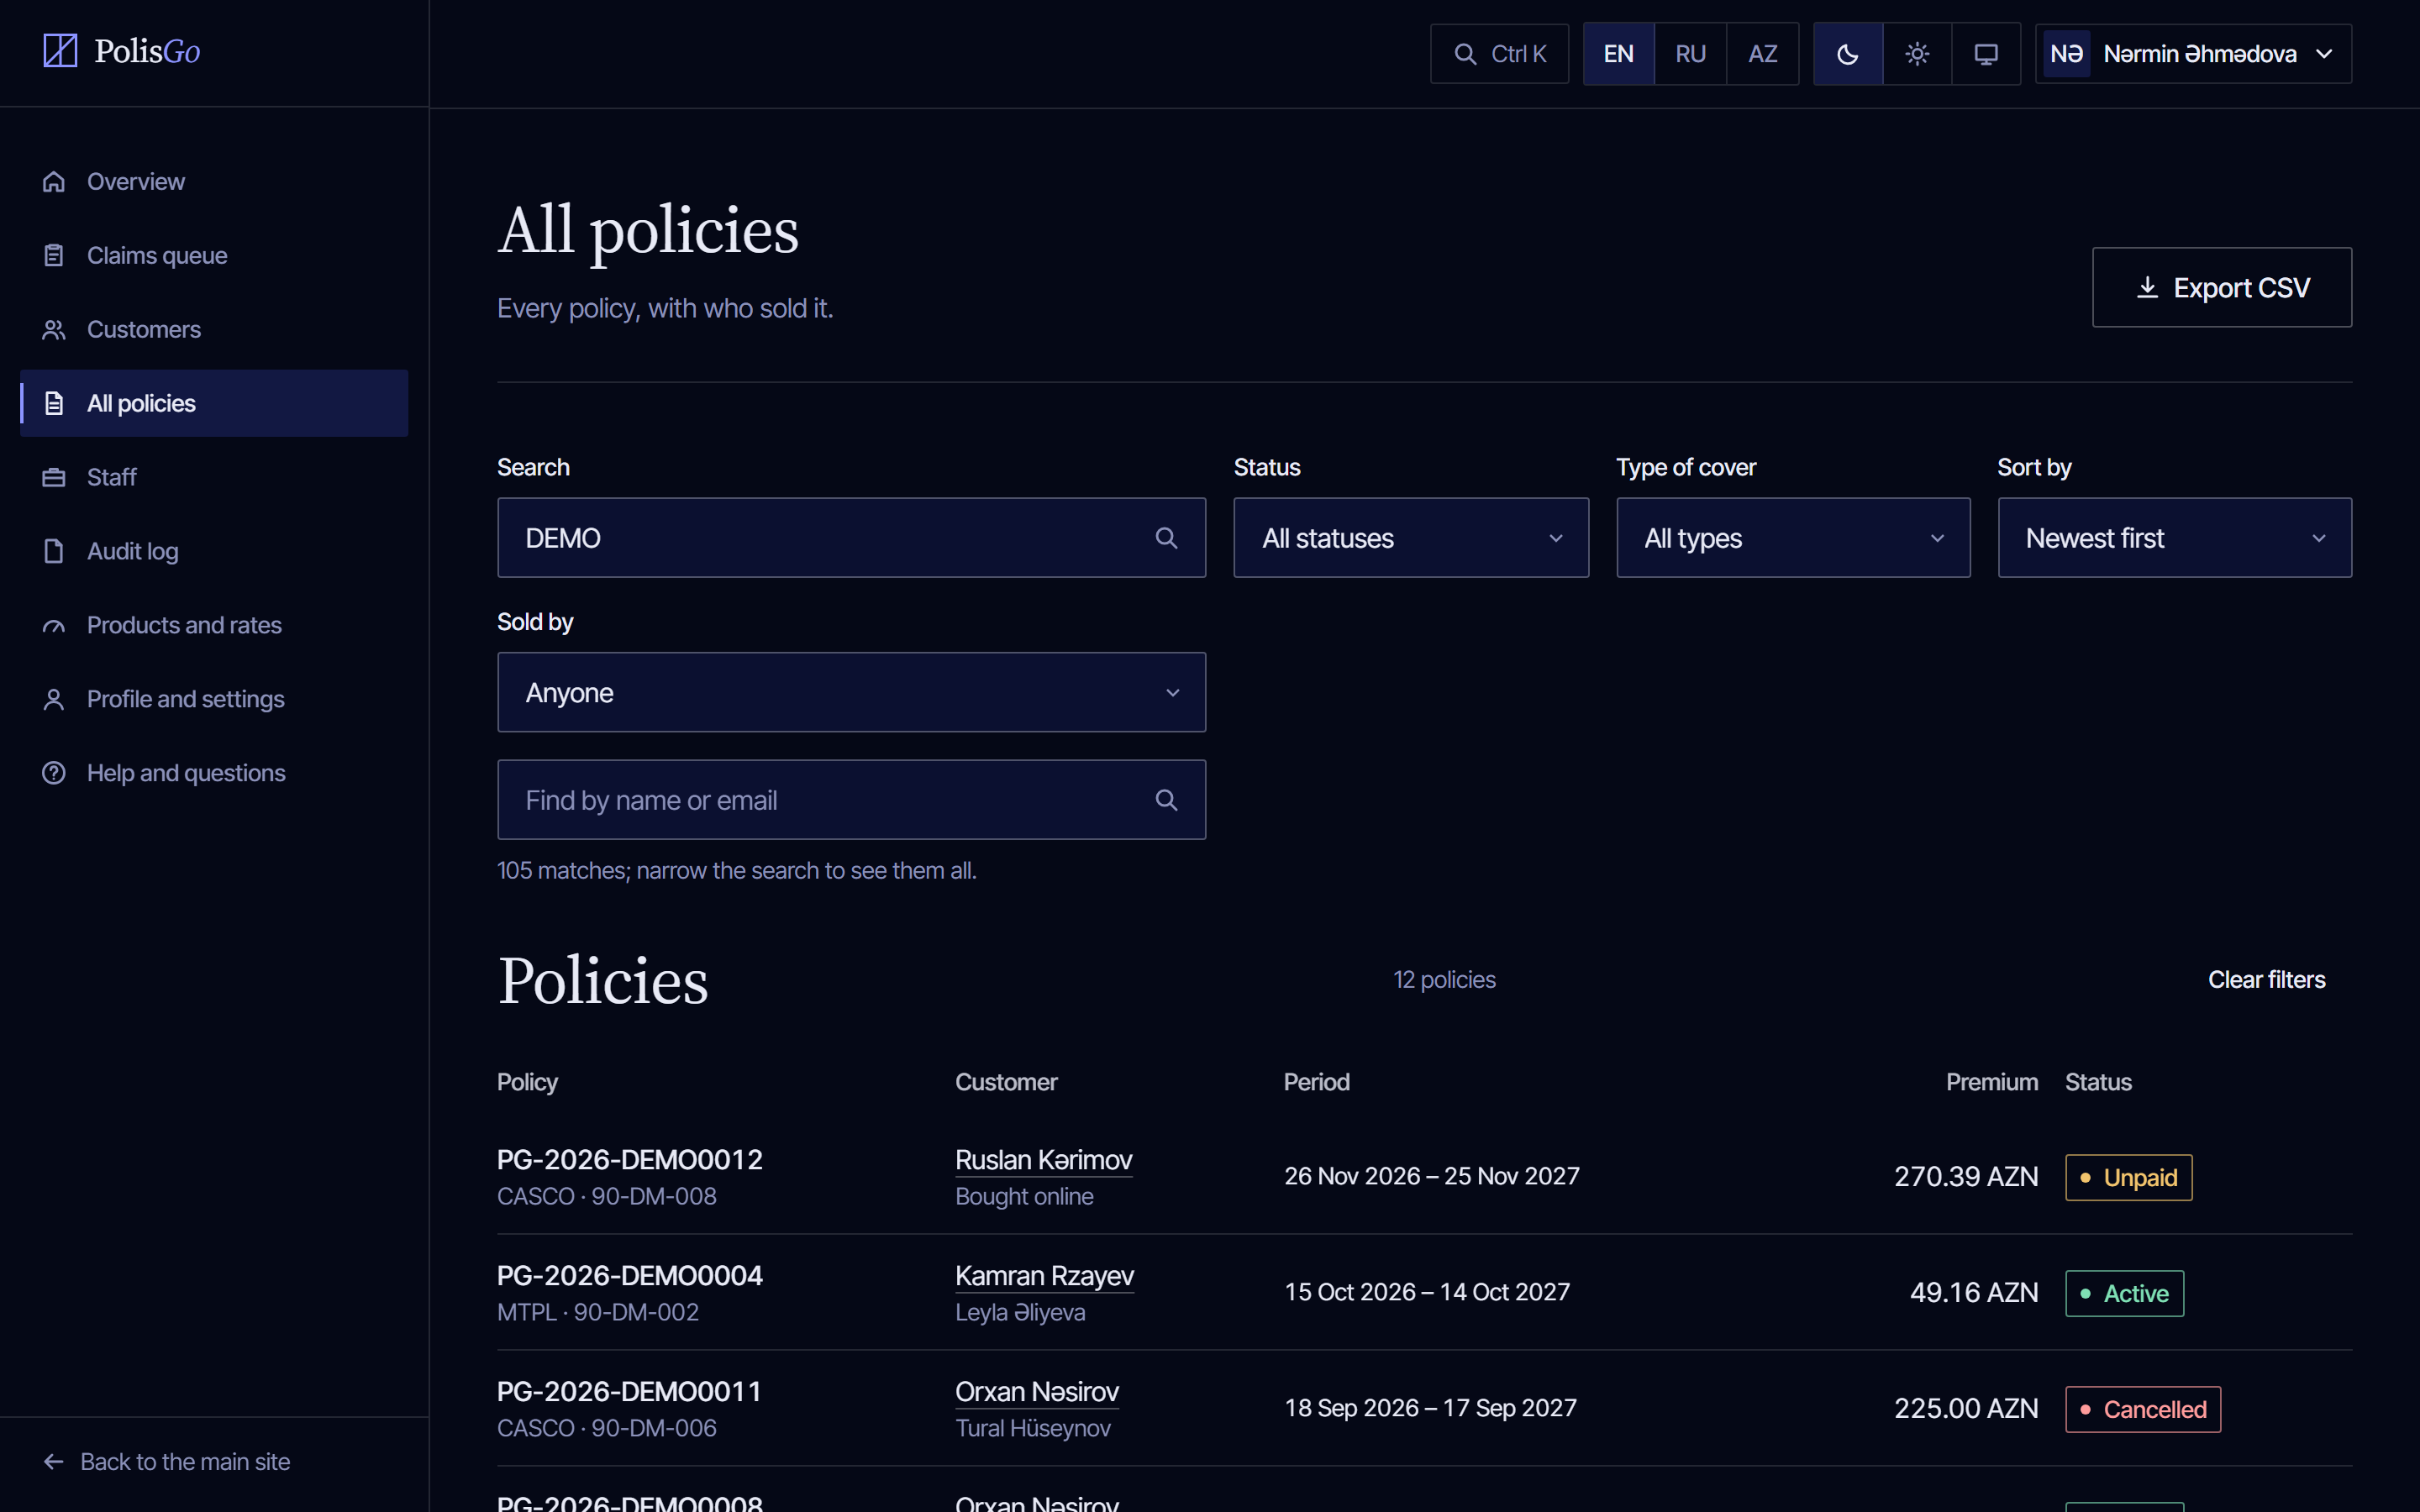 PolisGo
Ctrl K
EN
RU
AZ
NƏ
Nərmin Əhmədova
Overview
Claims queue
Customers
All policies
Staff
Audit log
Products and rates
Profile and settings
Help and questions
Back to the main site
All policies
Every policy, with who sold it.
Export CSV
Search
Status
Type of cover
Sort by
DEMO
All statuses
All types
Newest first
Sold by
Anyone
Find by name or email
105 matches; narrow the search to see them all.
Policies
12 policies
Clear filters
Policy
Customer
Period
Premium
Status
PG-2026-DEMO0012
CASCO · 90-DM-008
Ruslan Kərimov
Bought online
26 Nov 2026 – 25 Nov 2027
270.39 AZN
Unpaid
PG-2026-DEMO0004
MTPL · 90-DM-002
Kamran Rzayev
Leyla Əliyeva
15 Oct 2026 – 14 Oct 2027
49.16 AZN
Active
PG-2026-DEMO0011
CASCO · 90-DM-006
Orxan Nəsirov
Tural Hüseynov
18 Sep 2026 – 17 Sep 2027
225.00 AZN
Cancelled
PG-2026-DEMO0008
Orxan Nəsirov